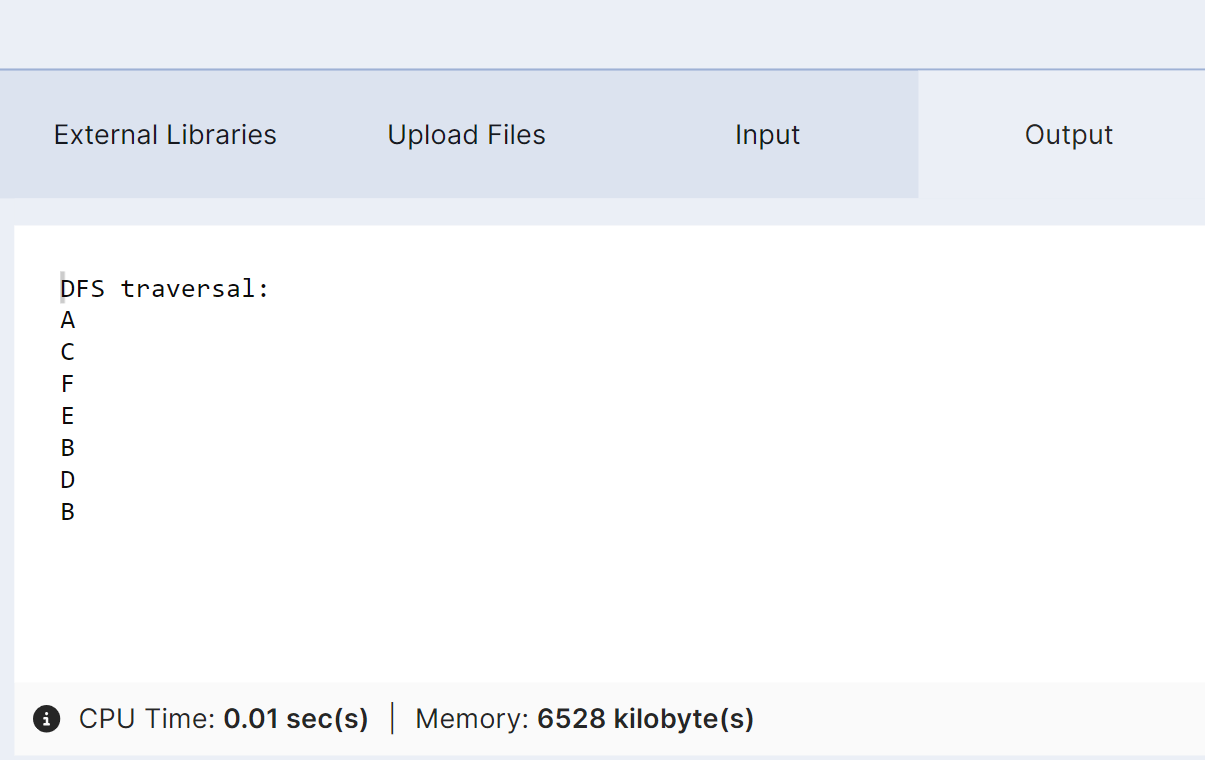 External Libraries Upload Files Input Output
DFS traversal:
A
C
F
E
B
D
B
CPU Time: 0.01 sec(s) | Memory: 6528 kilobyte(s)